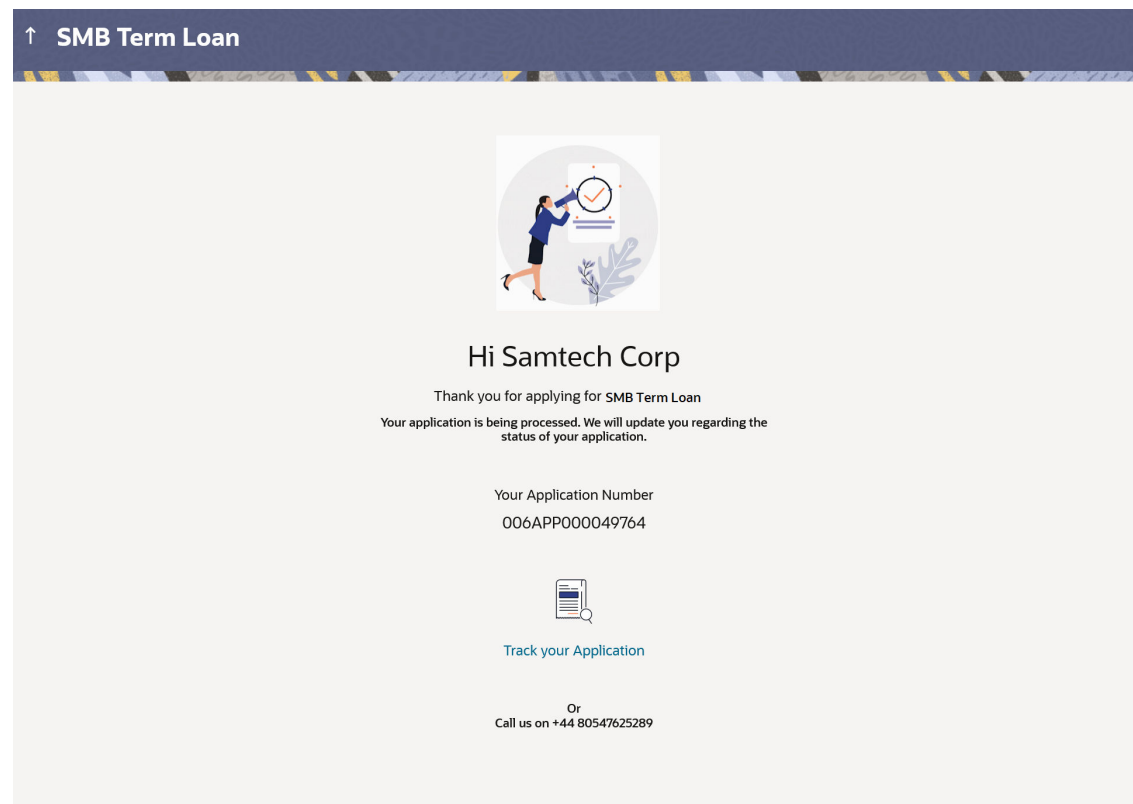 ↑ SMB Term Loan
Hi Samtech Corp
Thank you for applying for SMB Term Loan
Your application is being processed. We will update you regarding the
status of your application.
Your Application Number
006APP000049764
Track your Application
Or
Call us on +44 80547625289